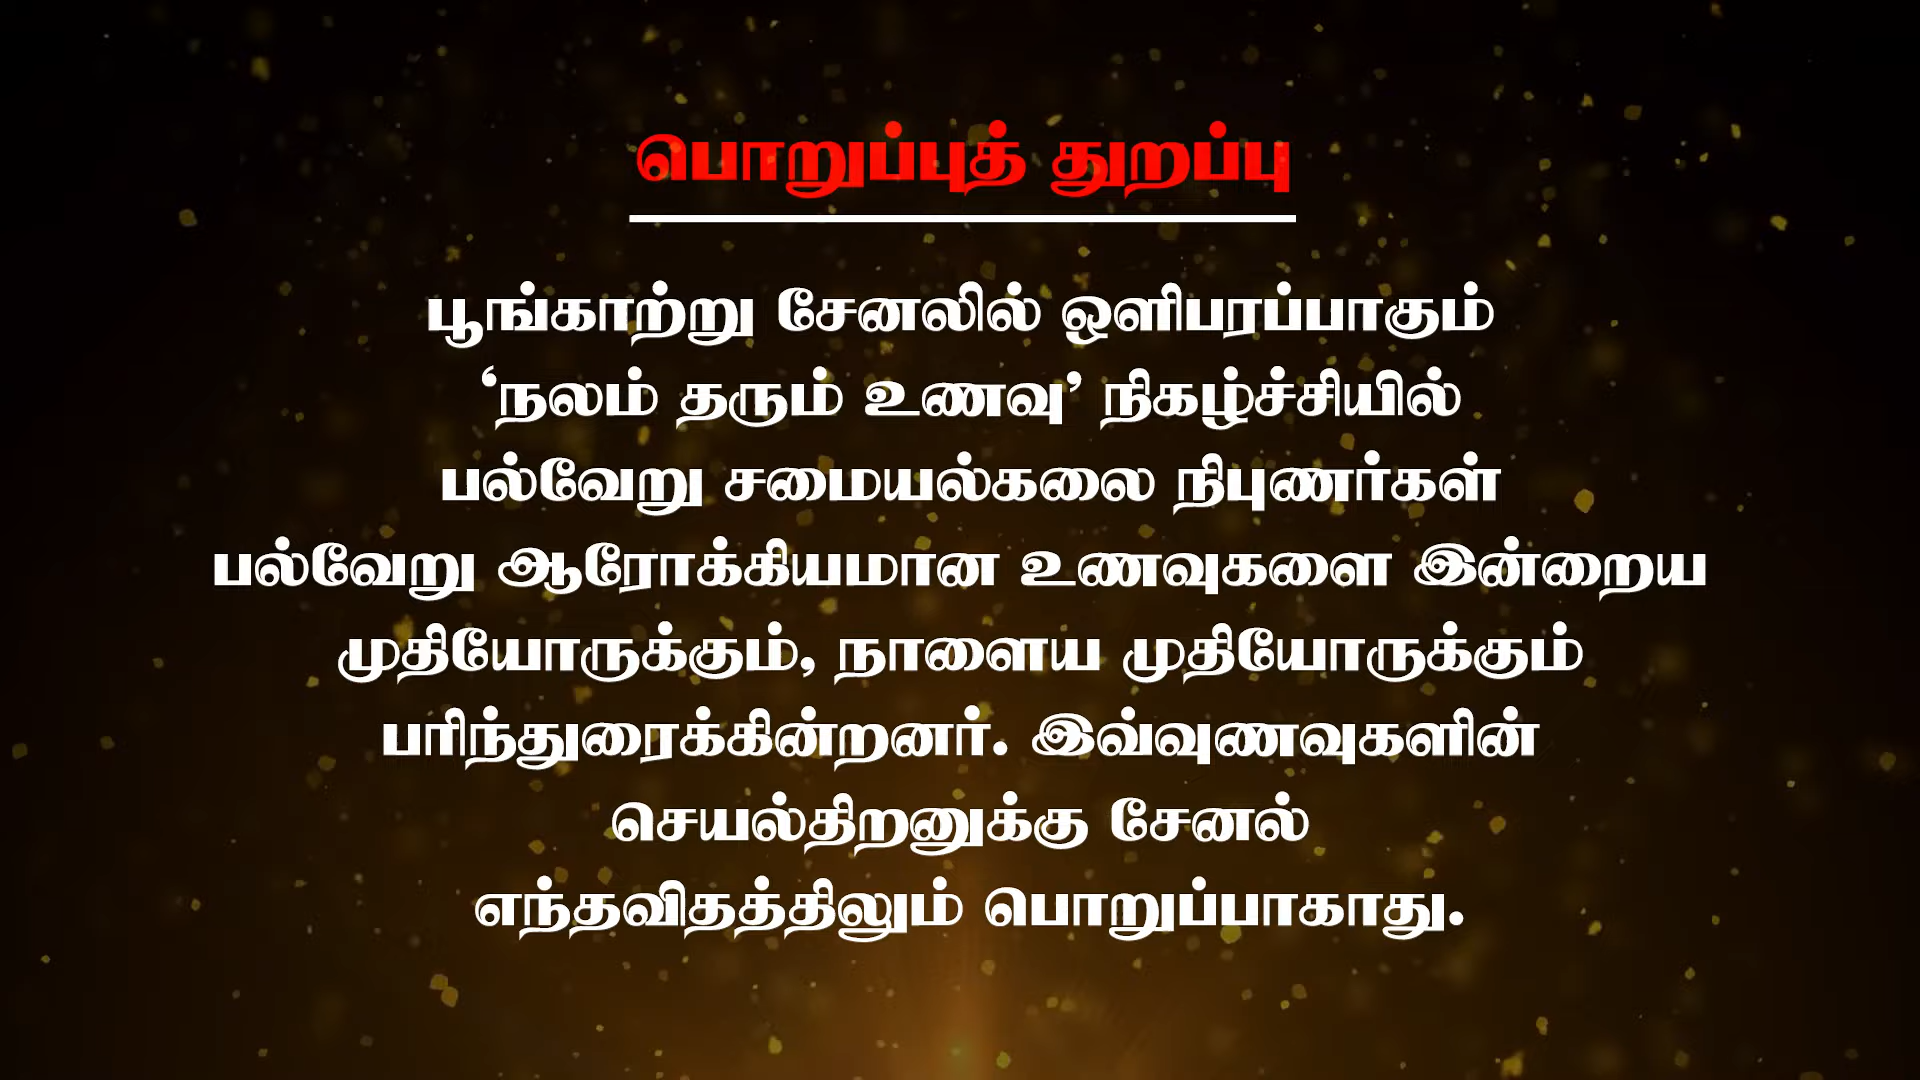 பொறுப்புத் துறப்பு
பூங்காற்று சேனலில் ஒளிபரப்பாகும்
‘நலம் தரும் உணவு’ நிகழ்ச்சியில்
பல்வேறு சமையல்கலை நிபுணர்கள்
பல்வேறு ஆரோக்கியமான உணவுகளை இன்றைய
முதியோருக்கும், நாளைய முதியோருக்கும்
பரிந்துரைக்கின்றனர். இவ்வுணவுகளின்
செயல்திறனுக்கு சேனல்
எந்தவிதத்திலும் பொறுப்பாகாது.